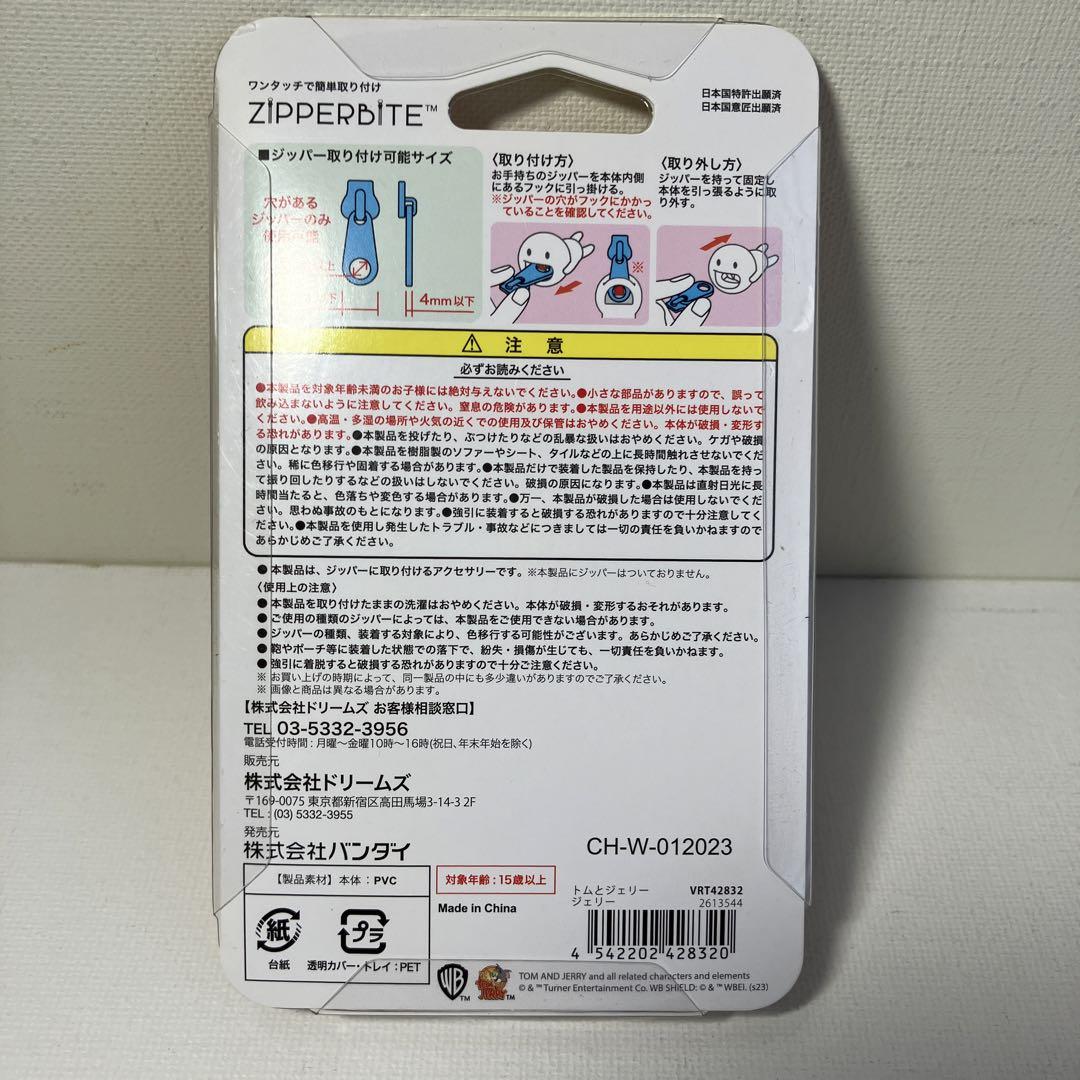 ワンタッチで簡単取り付け
ZIPPERBITE™
日本国特許出願済
日本国意匠出願済
■ジッパー取り付け可能サイズ
穴がある
ジッパーのみ
使用可能
以上
下
4mm以下
〈取り付け方〉
お手持ちのジッパーを本体内側
にあるフックに引っ掛ける。
※ジッパーの穴がフックにかかっ
ていることを確認してください。
※
〈取り外し方〉
ジッパーを持って固定し
本体を引っ張るように取
り外す。
⚠ 注 意
必ずお読みください
●本製品を対象年齢未満のお子様には絶対与えないでください。●小さな部品がありますので、誤って
飲み込まないように注意してください。窒息の危険があります。●本製品を用途以外には使用しないで
ください。●高温・多湿の場所や火気の近くでの使用及び保管はおやめください。本体が破損・変形す
る恐れがあります。●本製品を投げたり、ぶつけたりなどの乱暴な扱いはおやめください。ケガや破損
の原因となります。●本製品を樹脂製のソファーやシート、タイルなどの上に長時間触れさせないでくだ
さい。稀に色移行や固着する場合があります。●本製品だけで装着した製品を保持したり、本製品を持っ
て振り回したりするなどの扱いはしないでください。破損の原因になります。●本製品は直射日光に長
時間当たると、色落ちや変色する場合があります。●万一、本製品が破損した場合は使用しないでくだ
さい。思わぬ事故のもとになります。●強引に装着すると破損する恐れがありますので十分注意してく
ださい。●本製品を使用し発生したトラブル・事故などにつきましては一切の責任を負いかねますので
あらかじめご了承ください。
● 本製品は、ジッパーに取り付けるアクセサリーです。※本製品にジッパーはついておりません。
〈使用上の注意〉
● 本製品を取り付けたままの洗濯はおやめください。本体が破損・変形するおそれがあります。
● ご使用の種類のジッパーによっては、本製品をご使用できない場合があります。
● ジッパーの種類、装着する対象により、色移行する可能性がございます。あらかじめご了承ください。
● 鞄やポーチ等に装着した状態での落下で、紛失・損傷が生じても、一切責任を負いかねます。
● 強引に着脱すると破損する恐れがありますので十分ご注意ください。
※ お買い上げの時期によって、同一製品の中にも多少違いがありますのでご了承ください。
※ 画像と商品は異なる場合があります。
【株式会社ドリームズ お客様相談窓口】
TEL 03-5332-3956
電話受付時間：月曜～金曜10時～16時(祝日、年末年始を除く)
販売元
株式会社ドリームズ
〒169-0075 東京都新宿区高田馬場3-14-3 2F
TEL : (03) 5332-3955
発売元
株式会社バンダイ
CH-W-012023
【製品素材】本体：PVC
紙
台紙
プラ
透明カバー・トレイ：PET
対象年齢：15歳以上
Made in China
トムとジェリー
ジェリー
VRT42832
2613544
4 542202 428320
WB™
TOM AND JERRY and all related characters and elements
© & ™ Turner Entertainment Co. WB SHIELD: © & ™ WBEI. (s23)